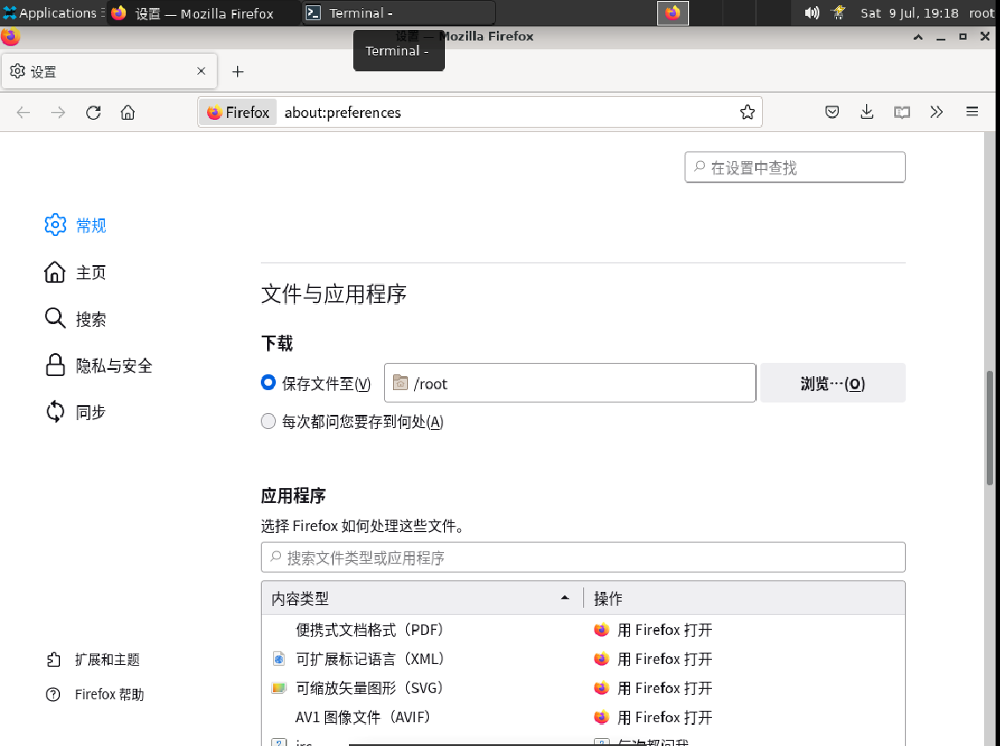 Applications
设置 — Mozilla Firefox
Terminal -
Sat 9 Jul, 19:18
root
设置 — Mozilla Firefox
Terminal -
设置
Firefox
about:preferences
在设置中查找
常规
主页
搜索
隐私与安全
同步
文件与应用程序
下载
保存文件至(V)
/root
浏览…(O)
每次都问您要存到何处(A)
应用程序
选择 Firefox 如何处理这些文件。
搜索文件类型或应用程序
内容类型
操作
便携式文档格式（PDF）
用 Firefox 打开
可扩展标记语言（XML）
用 Firefox 打开
可缩放矢量图形（SVG）
用 Firefox 打开
AV1 图像文件（AVIF）
用 Firefox 打开
irc
每次都问我
扩展和主题
Firefox 帮助